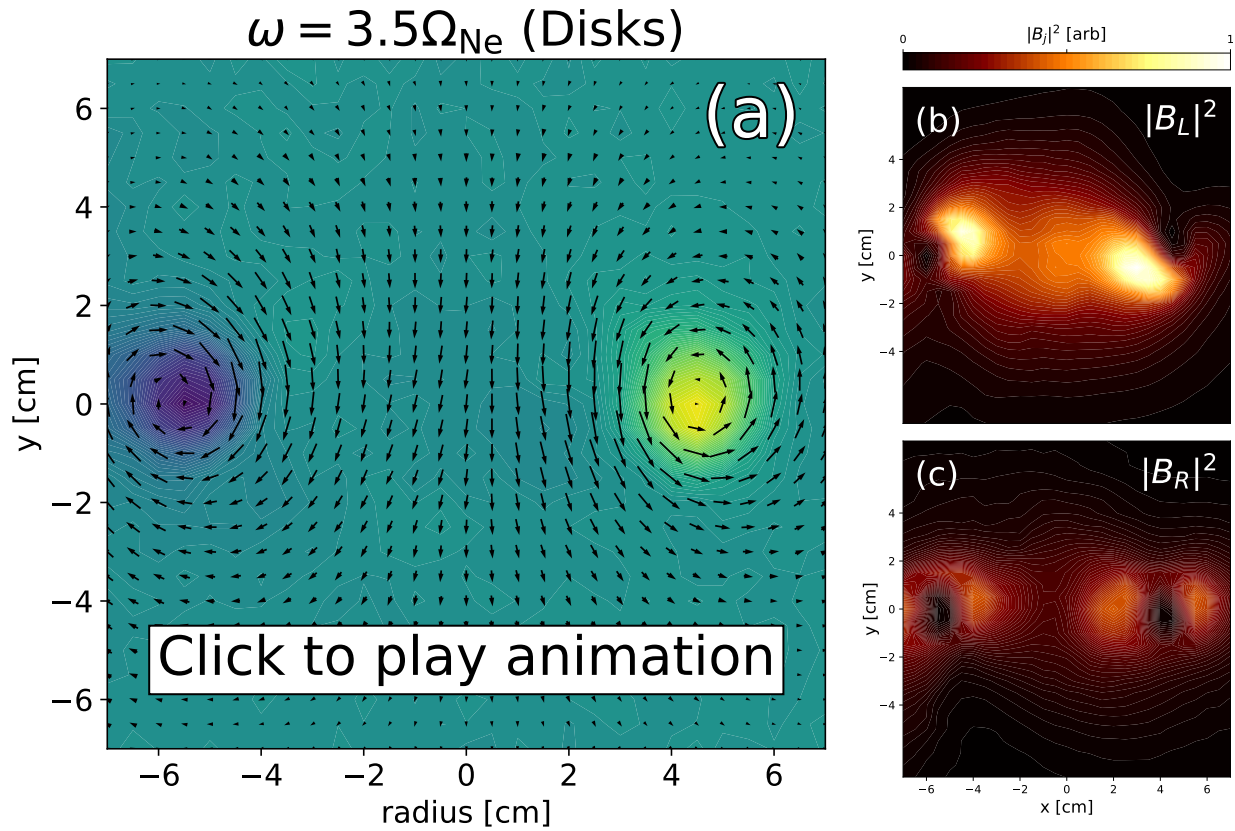 ω = 3.5Ω_Ne (Disks)
(a)
6
4
2
0
−2
−4
−6
y [cm]
Click to play animation
−6 −4 −2 0 2 4 6
radius [cm]
|B_j|^2 [arb]
0 1
(b) |B_L|^2
4
2
0
−2
−4
y [cm]
(c) |B_R|^2
4
2
0
−2
−4
y [cm]
−6 −4 −2 0 2 4 6
x [cm]